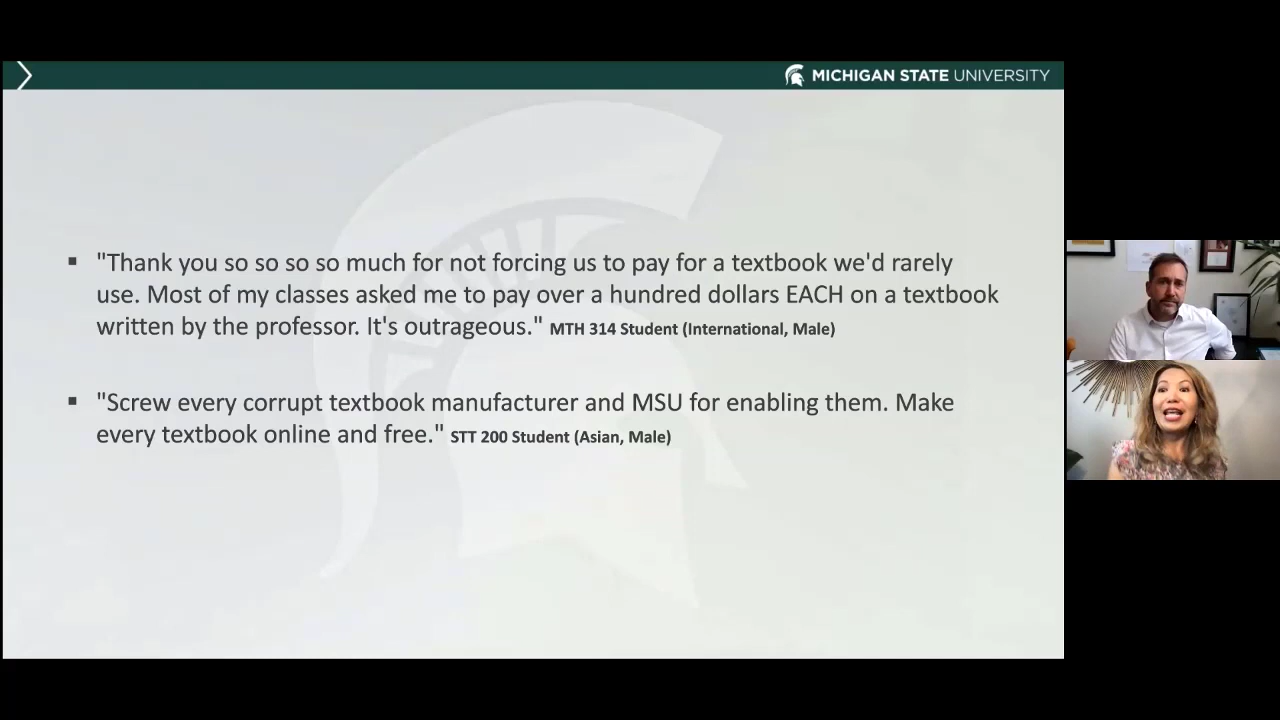 MICHIGAN STATE UNIVERSITY
▪ "Thank you so so so so much for not forcing us to pay for a textbook we'd rarely
use. Most of my classes asked me to pay over a hundred dollars EACH on a textbook
written by the professor. It's outrageous." MTH 314 Student (International, Male)
▪ "Screw every corrupt textbook manufacturer and MSU for enabling them. Make
every textbook online and free." STT 200 Student (Asian, Male)